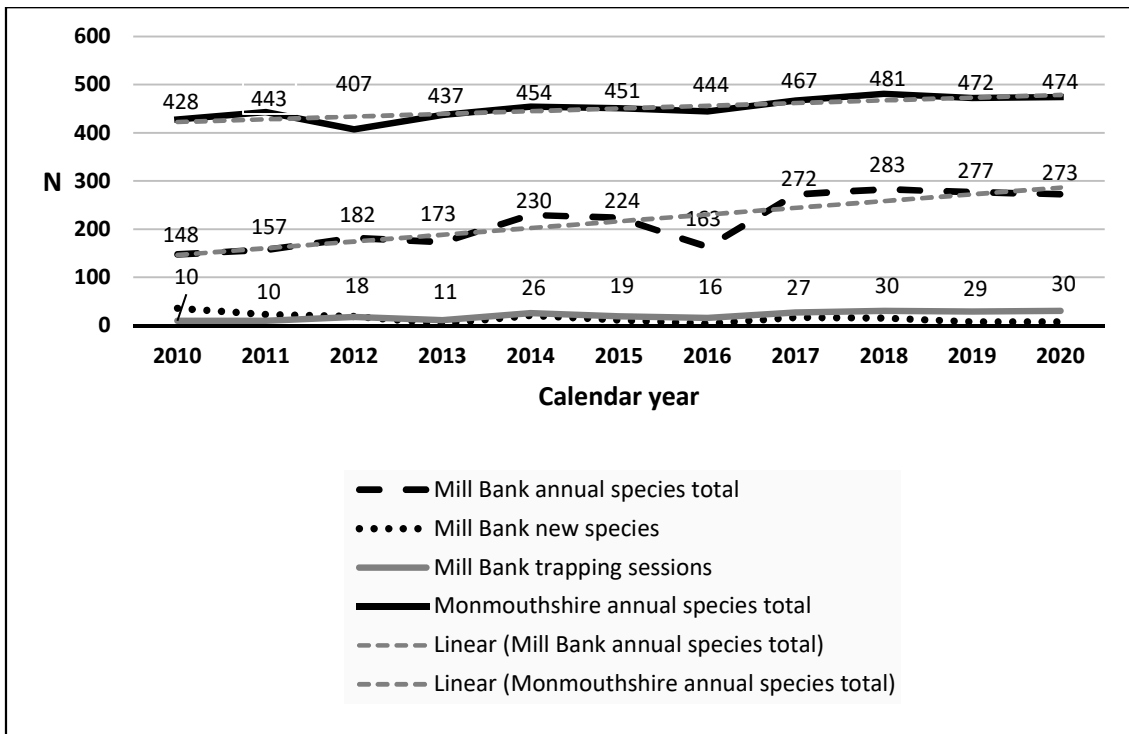 600
500
400
300
200
100
0
N
428 443 407 437 454 451 444 467 481 472 474
148 157 182 173 230 224 163 272 283 277 273
10 10 18 11 26 19 16 27 30 29 30
2010 2011 2012 2013 2014 2015 2016 2017 2018 2019 2020
Calendar year
Mill Bank annual species total
Mill Bank new species
Mill Bank trapping sessions
Monmouthshire annual species total
Linear (Mill Bank annual species total)
Linear (Monmouthshire annual species total)